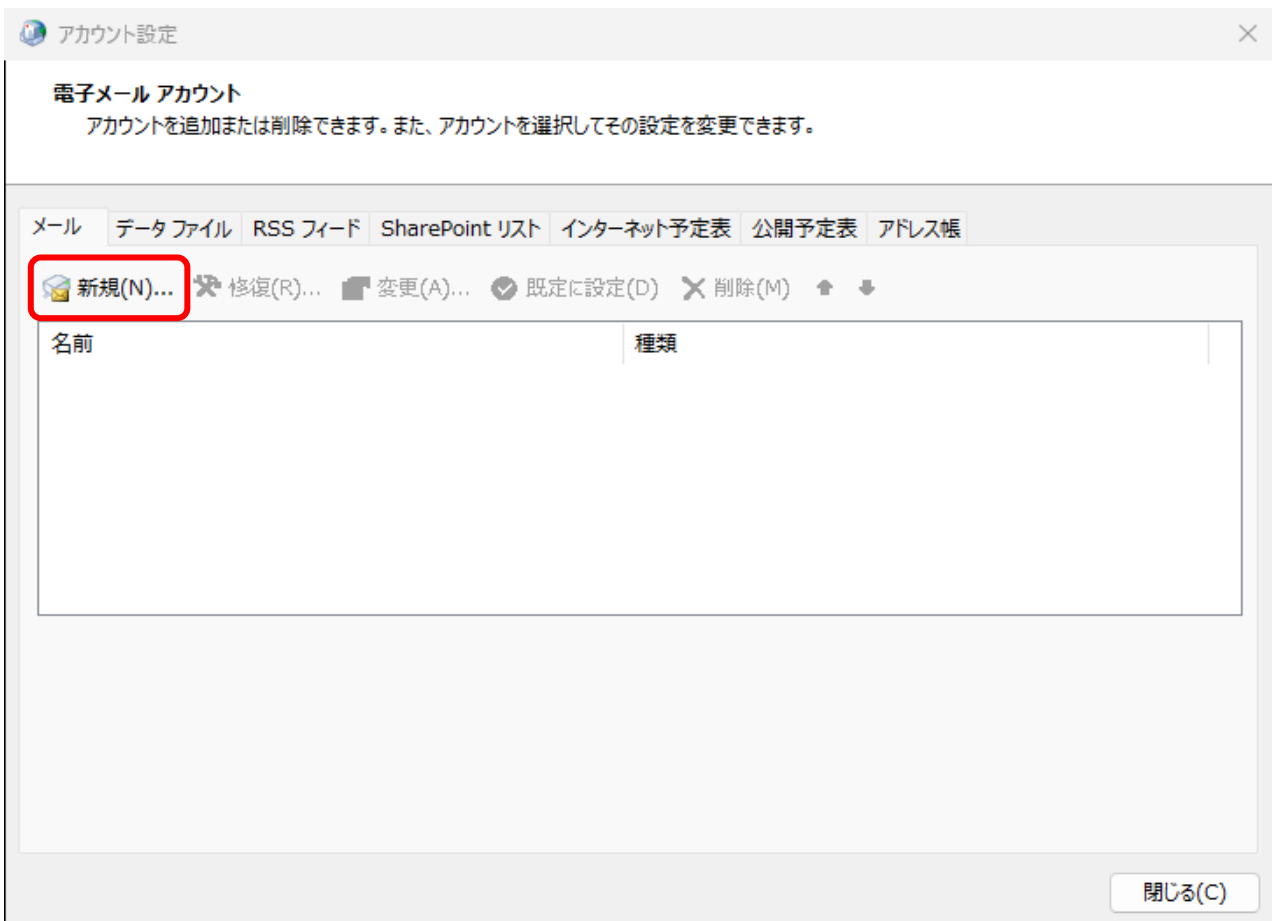 アカウント設定
電子メール アカウント
アカウントを追加または削除できます。また、アカウントを選択してその設定を変更できます。
メール データ ファイル RSS フィード SharePoint リスト インターネット予定表 公開予定表 アドレス帳
新規(N)... 修復(R)... 変更(A)... 既定に設定(D) 削除(M)
名前 種類
閉じる(C)